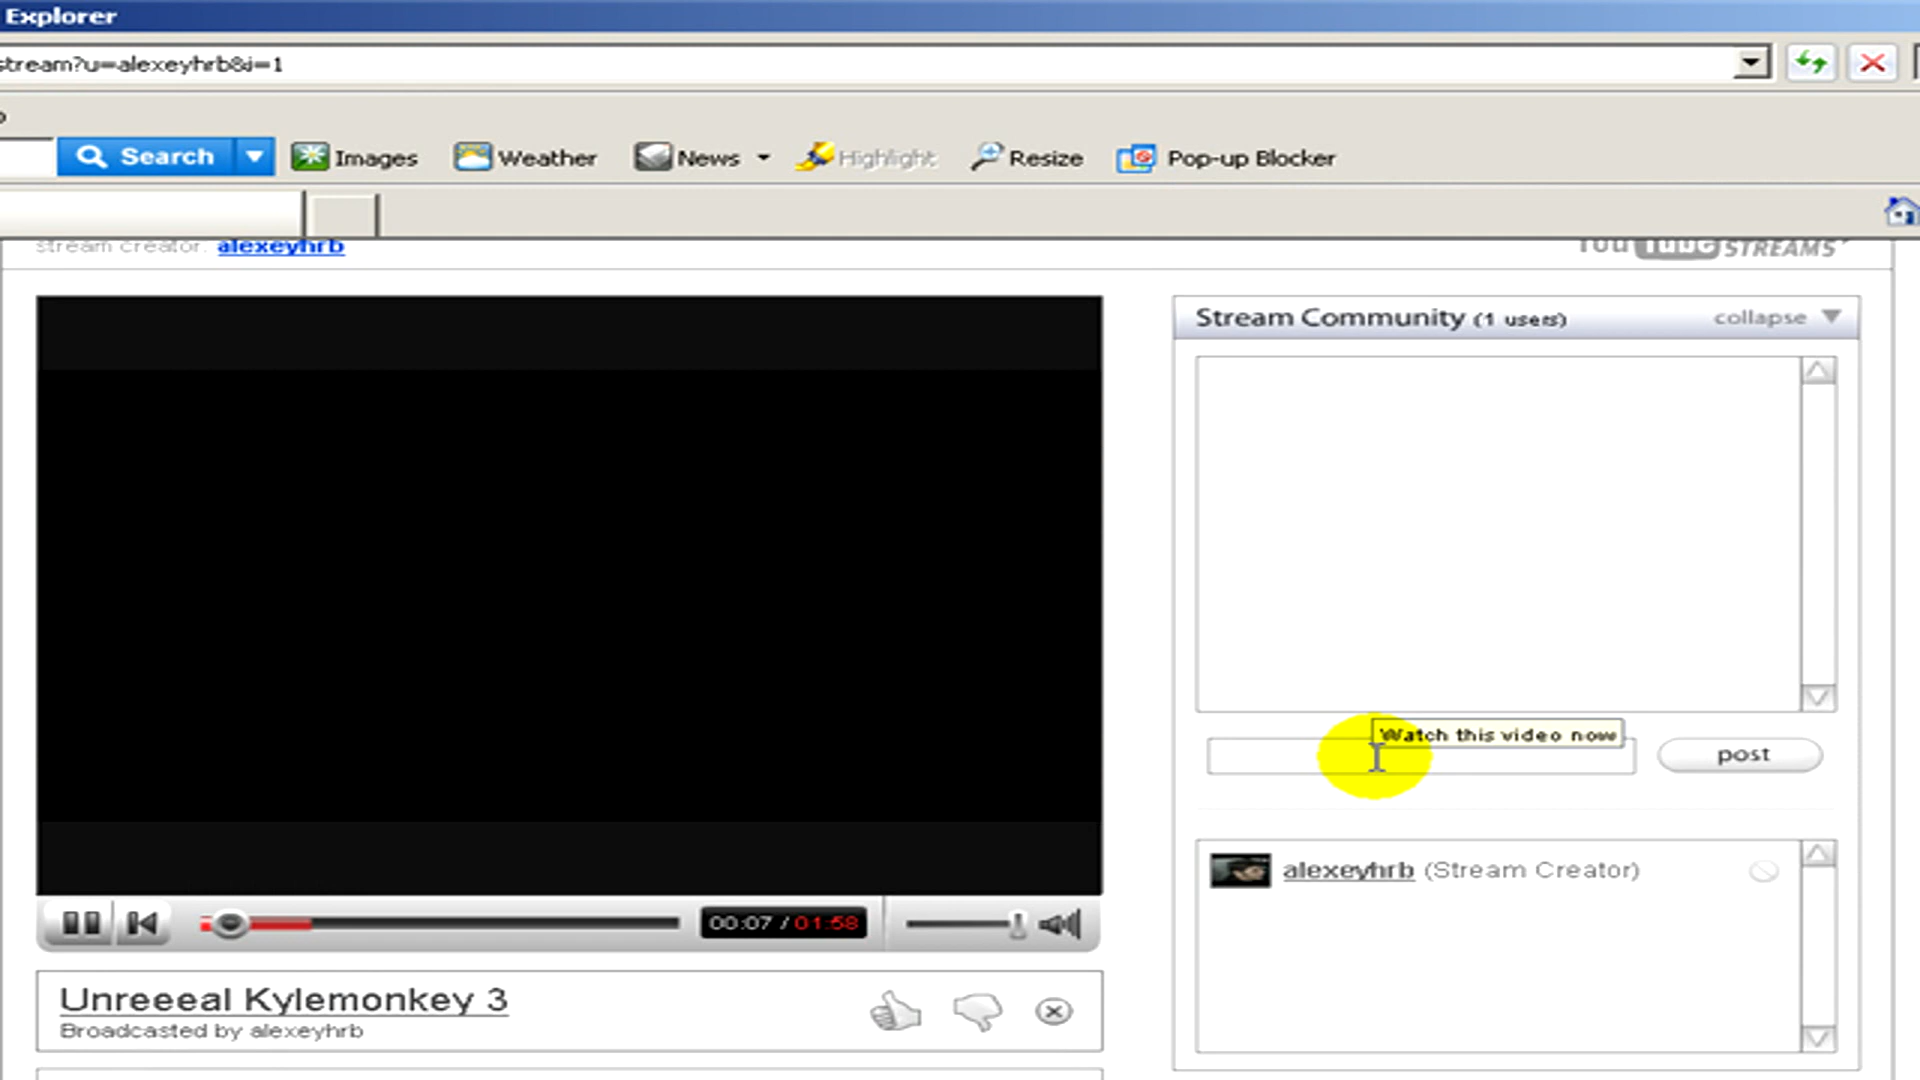 Explorer
stream?u=alexeyhrb&i=1
Search
Images
Weather
News
Highlight
Resize
Pop-up Blocker
stream creator: alexeyhrb
You Tube STREAMS
Stream Community (1 users)
collapse
Watch this video now
post
alexeyhrb (Stream Creator)
00:07 / 01:58
Unreeeal Kylemonkey 3
Broadcasted by alexeyhrb